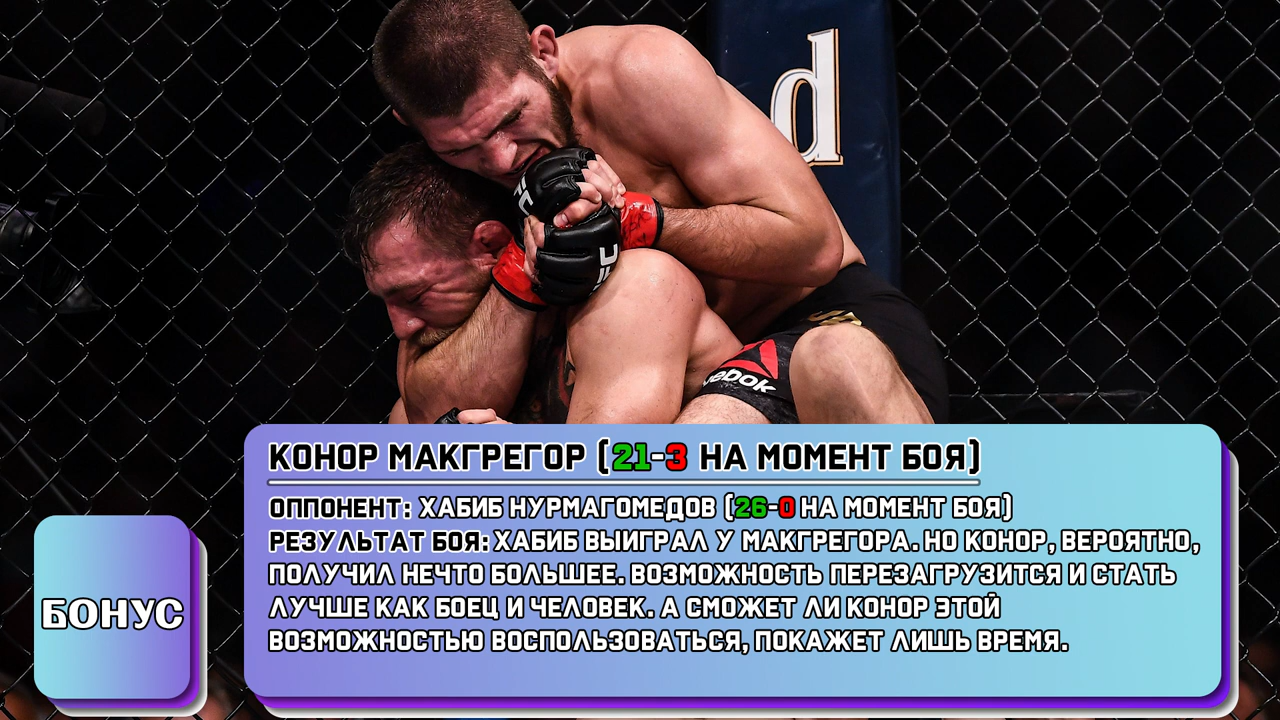 d
UFC
UFC
Reebok
КОНОР МАКГРЕГОР (21-3 НА МОМЕНТ БОЯ)
ОППОНЕНТ: ХАБИБ НУРМАГОМЕДОВ (26-0 НА МОМЕНТ БОЯ)
РЕЗУЛЬТАТ БОЯ: ХАБИБ ВЫИГРАЛ У МАКГРЕГОРА. НО КОНОР, ВЕРОЯТНО,
ПОЛУЧИЛ НЕЧТО БОЛЬШЕЕ. ВОЗМОЖНОСТЬ ПЕРЕЗАГРУЗИТСЯ И СТАТЬ
ЛУЧШЕ КАК БОЕЦ И ЧЕЛОВЕК. А СМОЖЕТ ЛИ КОНОР ЭТОЙ
ВОЗМОЖНОСТЬЮ ВОСПОЛЬЗОВАТЬСЯ, ПОКАЖЕТ ЛИШЬ ВРЕМЯ.
БОНУС